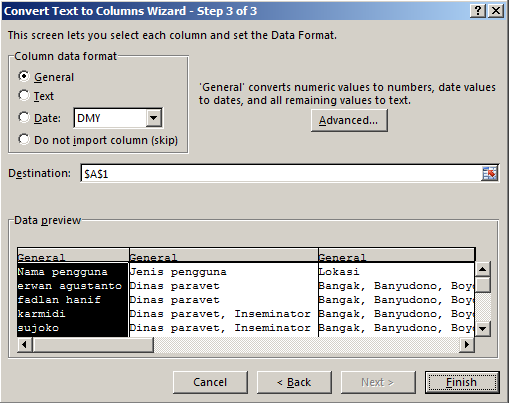 Convert Text to Columns Wizard - Step 3 of 3
This screen lets you select each column and set the Data Format.
Column data format
General
Text
Date: DMY
Do not import column (skip)
'General' converts numeric values to numbers, date values
to dates, and all remaining values to text.
Advanced...
Destination: $A$1
Data preview
General General General
Nama pengguna Jenis pengguna Lokasi
erwan agustanto Dinas paravet Bangak, Banyudono, Boyo
fadlan hanif Dinas paravet Bangak, Banyudono, Boyo
karmidi Dinas paravet, Inseminator Bangak, Banyudono, Boyo
sujoko Dinas paravet, Inseminator Bangak, Banyudono, Boyo
Cancel < Back Next > Finish